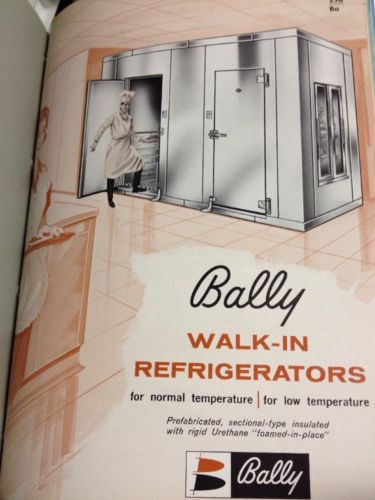 Ba
Bally
WALK-IN
REFRIGERATORS
for normal temperature | for low temperature
Prefabricated, sectional-type insulated
with rigid Urethane "foamed-in-place"
Bally